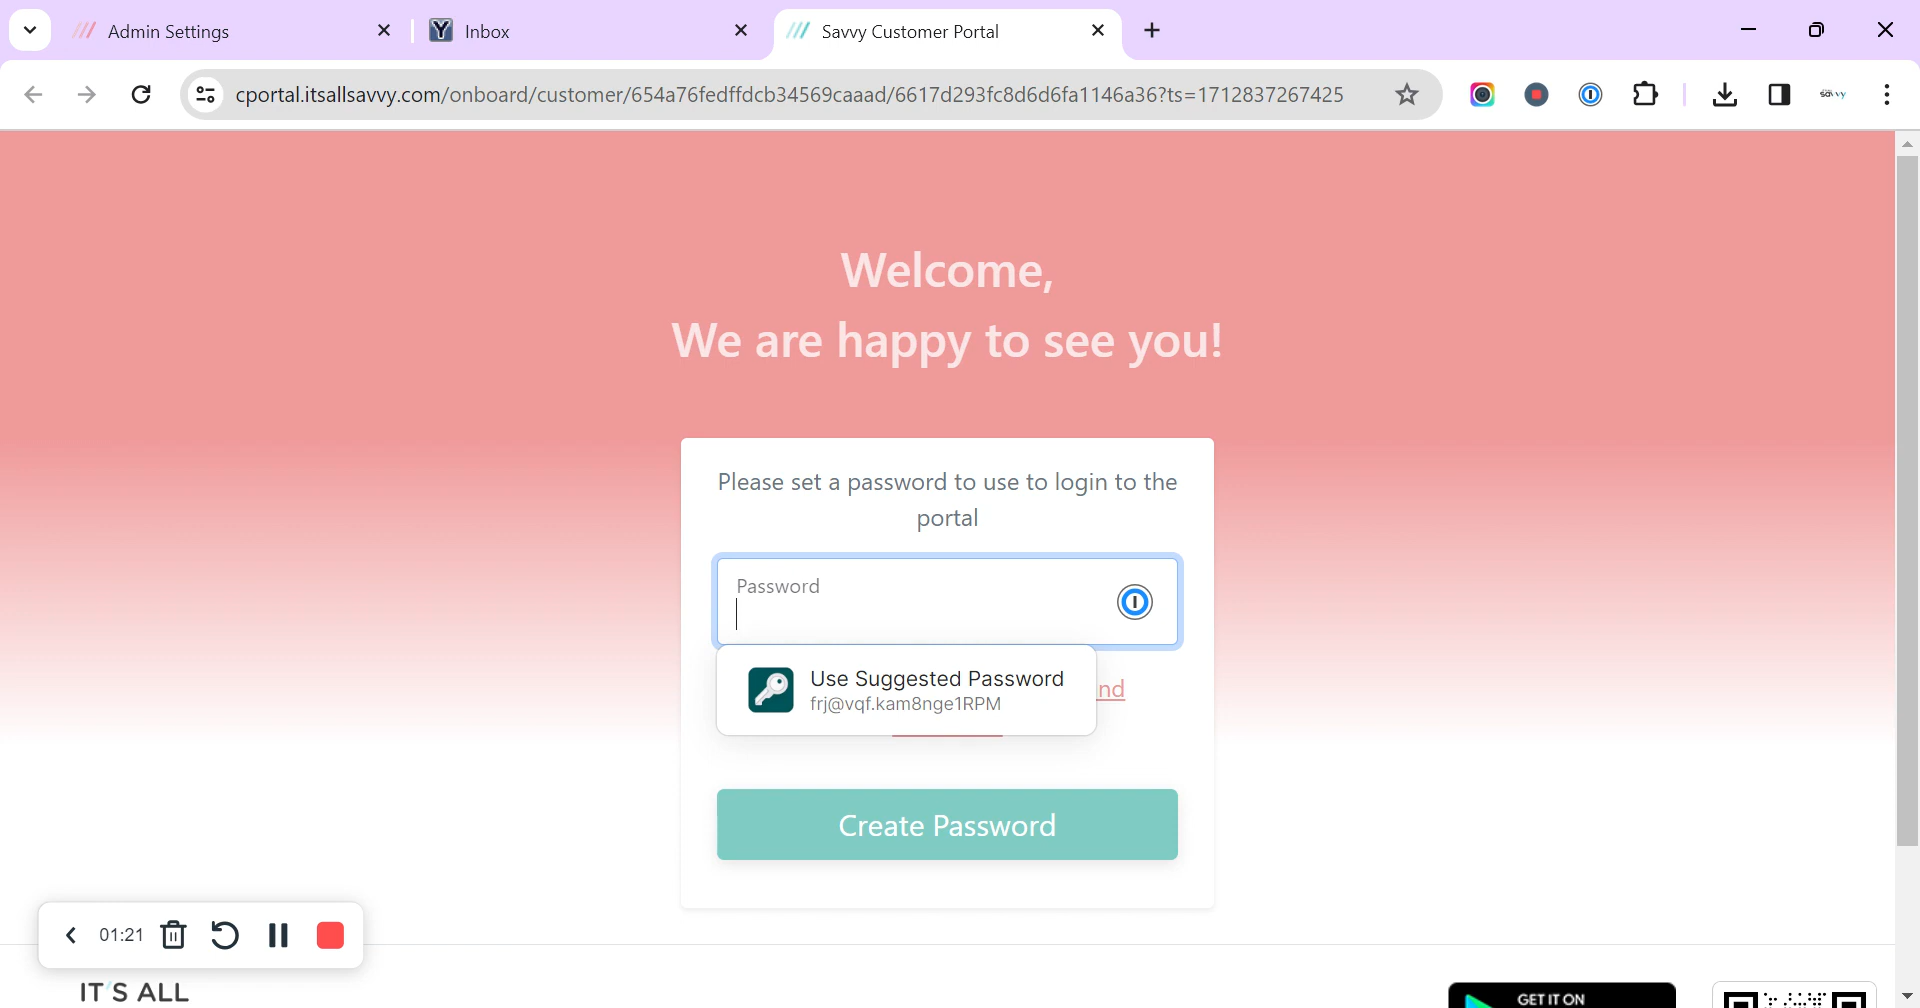 Admin Settings
Inbox
Savvy Customer Portal
cportal.itsallsavvy.com/onboard/customer/654a76fedffdcb34569caaad/6617d293fc8d6d6fa1146a36?ts=1712837267425
savvy
Welcome,
We are happy to see you!
Please set a password to use to login to the
portal
Password
Use Suggested Password
frj@vqf.kam8nge1RPM
nd
Create Password
01:21
IT'S ALL
GET IT ON